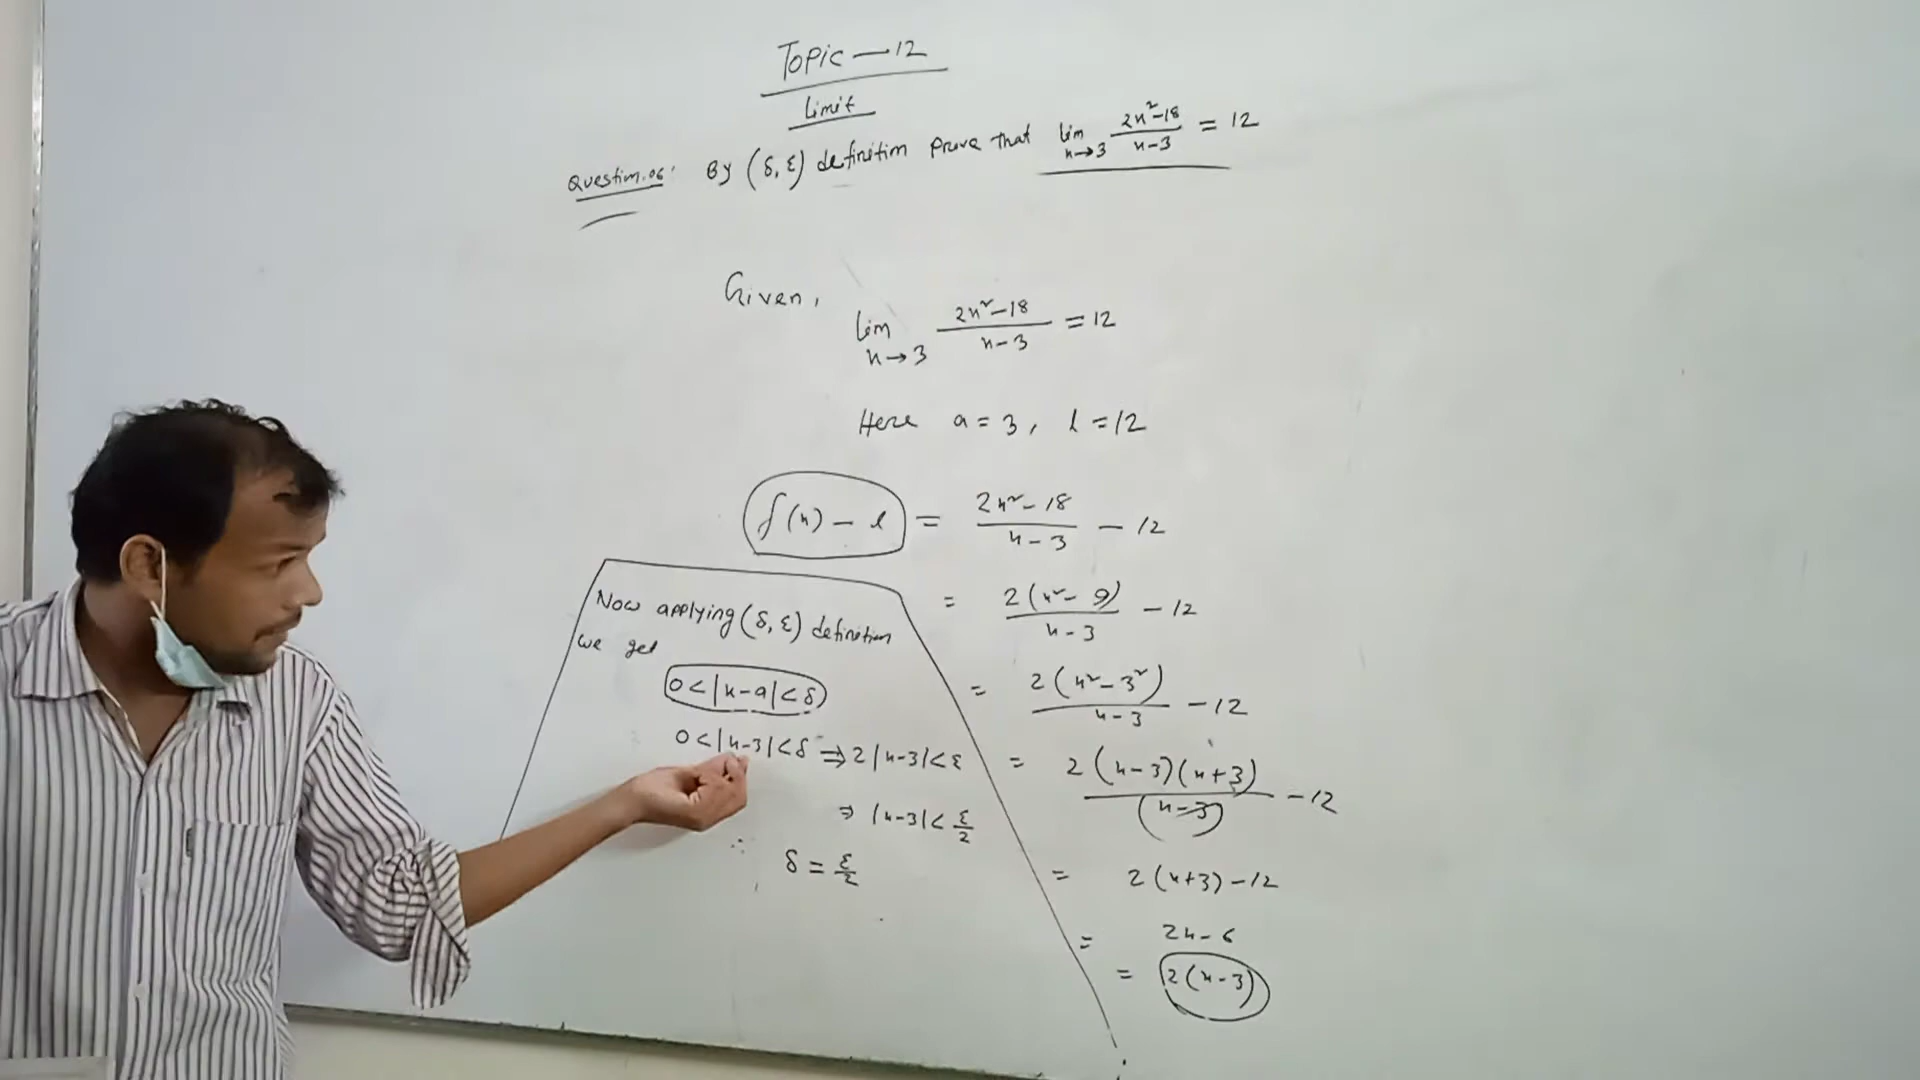 Topic — 12
Limit
Question.06: By (δ, ε) definition prove that lim x→3 2x²-18 / x-3 = 12
Given,
lim x→3 2x²-18 / x-3 = 12
Here a = 3, l = 12
f(x) - l = 2x²-18 / x-3 - 12
= 2(x²-9) / x-3 - 12
= 2(x²-3²) / x-3 - 12
= 2(x-3)(x+3) / (x-3) - 12
= 2(x+3) - 12
= 2x-6
= 2(x-3)
Now applying (δ, ε) definition
we get
0 < |x-a| < δ
0 < |x-3| < δ ⇒ 2|x-3| < ε
⇒ |x-3| < ε/2
∴ δ = ε/2